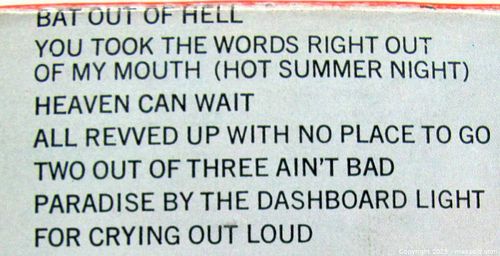 BAT OUT OF HELL
YOU TOOK THE WORDS RIGHT OUT
OF MY MOUTH (HOT SUMMER NIGHT)
HEAVEN CAN WAIT
ALL REVVED UP WITH NO PLACE TO GO
TWO OUT OF THREE AIN'T BAD
PARADISE BY THE DASHBOARD LIGHT
FOR CRYING OUT LOUD